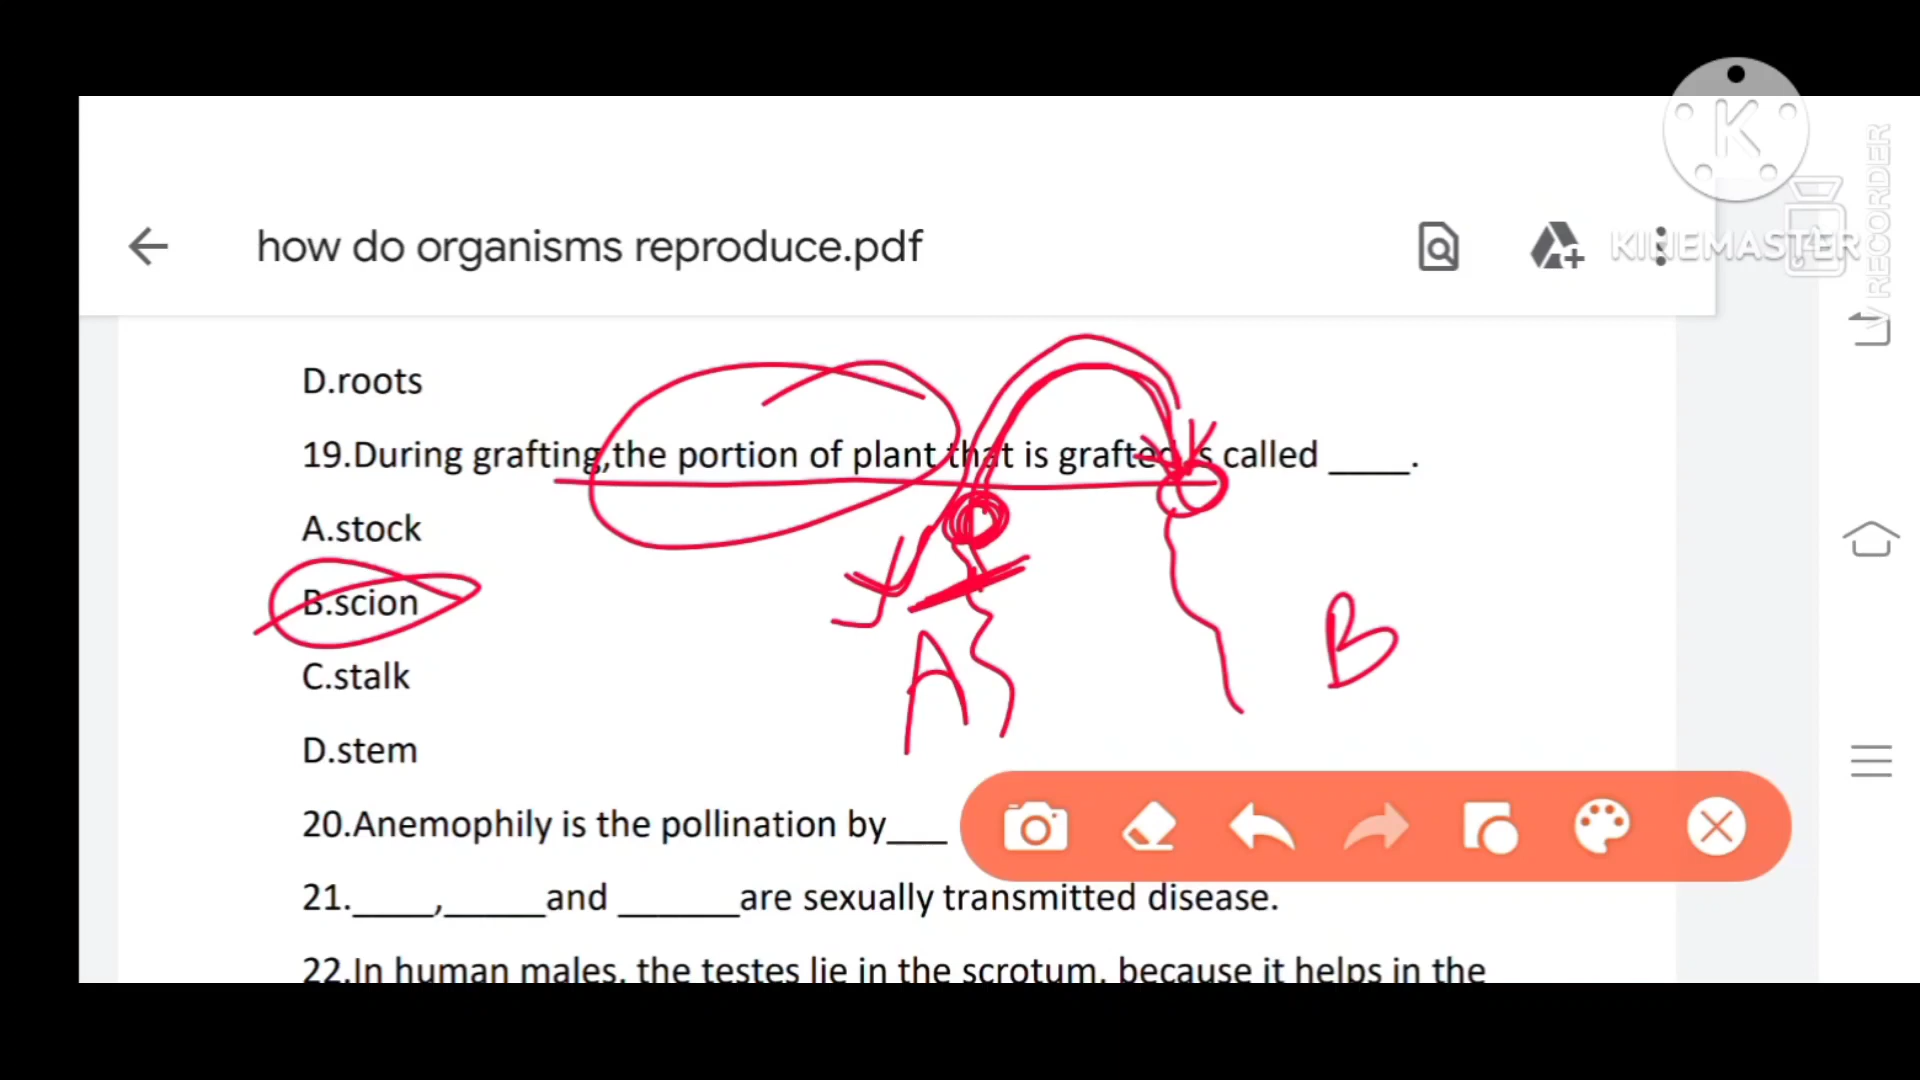 K
KINEMASTER
V RECORDER
how do organisms reproduce.pdf
D.roots
19.During grafting,the portion of plant that is grafted is called ____.
A.stock
B.scion
C.stalk
D.stem
A
B
20.Anemophily is the pollination by___
21.____,_____and ______are sexually transmitted disease.
22.In human males, the testes lie in the scrotum, because it helps in the